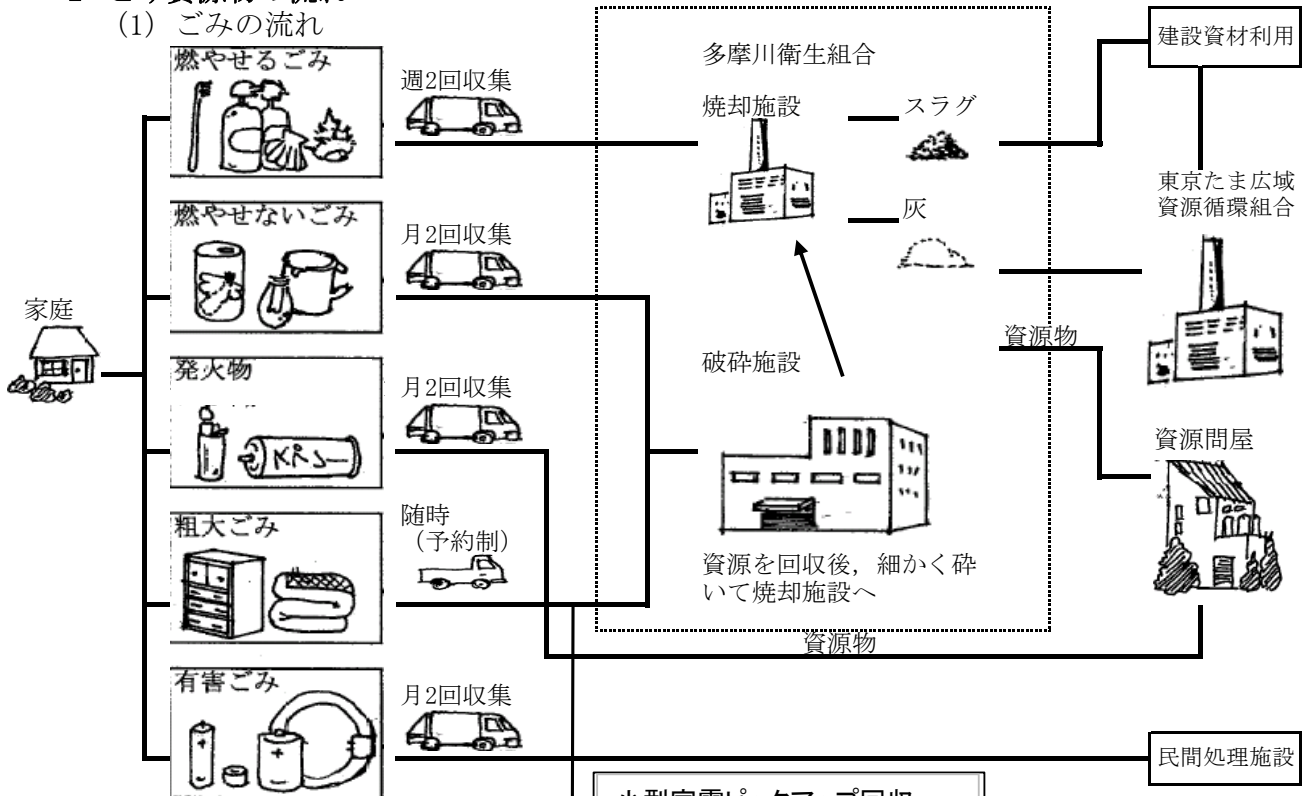 (1) ごみの流れ
燃やせるごみ
週2回収集
多摩川衛生組合
焼却施設
スラグ
灰
建設資材利用
東京たま広域
資源循環組合
燃やせないごみ
月2回収集
家庭
発火物
月2回収集
破砕施設
資源物
資源問屋
粗大ごみ
随時
(予約制)
資源を回収後，細かく砕
いて焼却施設へ
資源物
有害ごみ
月2回収集
民間処理施設